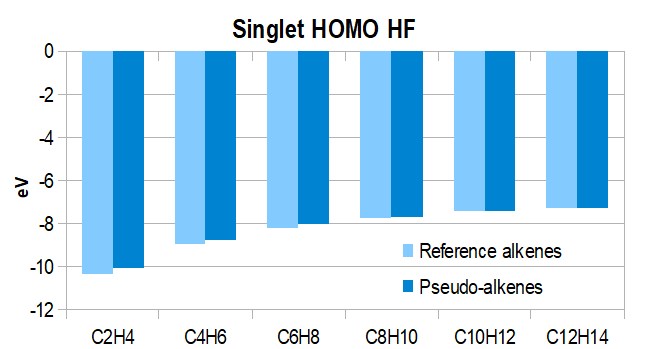 Singlet HOMO HF
0
-2
-4
-6
-8
-10
-12
eV
Reference alkenes
Pseudo-alkenes
C2H4 C4H6 C6H8 C8H10 C10H12 C12H14